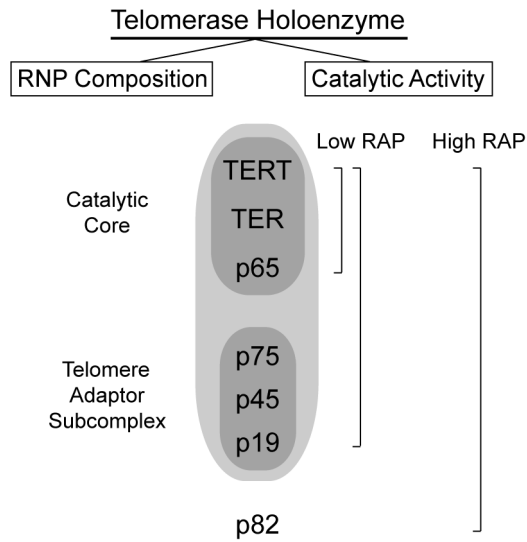 Telomerase Holoenzyme
RNP Composition
Catalytic Activity
Low RAP
High RAP
Catalytic
Core
TERT
TER
p65
Telomere
Adaptor
Subcomplex
p75
p45
p19
p82